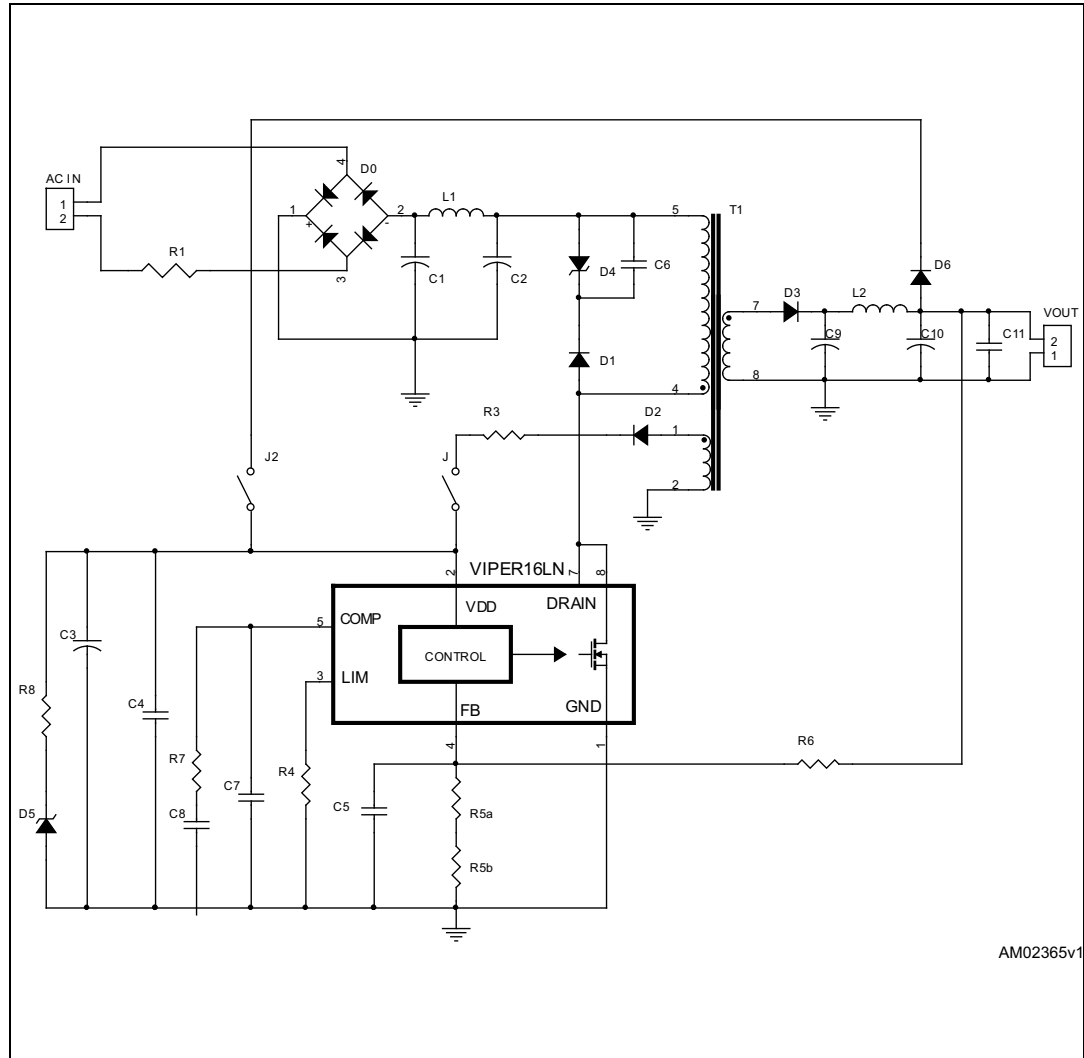 4
D0
AC IN
1
2
1
2
+
-
L1
5
T1
R1
3
C1
C2
D4
C6
D6
7
D3
L2
VOUT
C9
C10
C11
2
1
D1
4
8
R3
D2
1
J2
J
2
VIPER16LN
2
7
8
VDD
DRAIN
5
COMP
C3
CONTROL
3
LIM
R8
C4
FB
GND
4
1
R6
R7
C7
R4
C5
R5a
D5
C8
R5b
AM02365v1